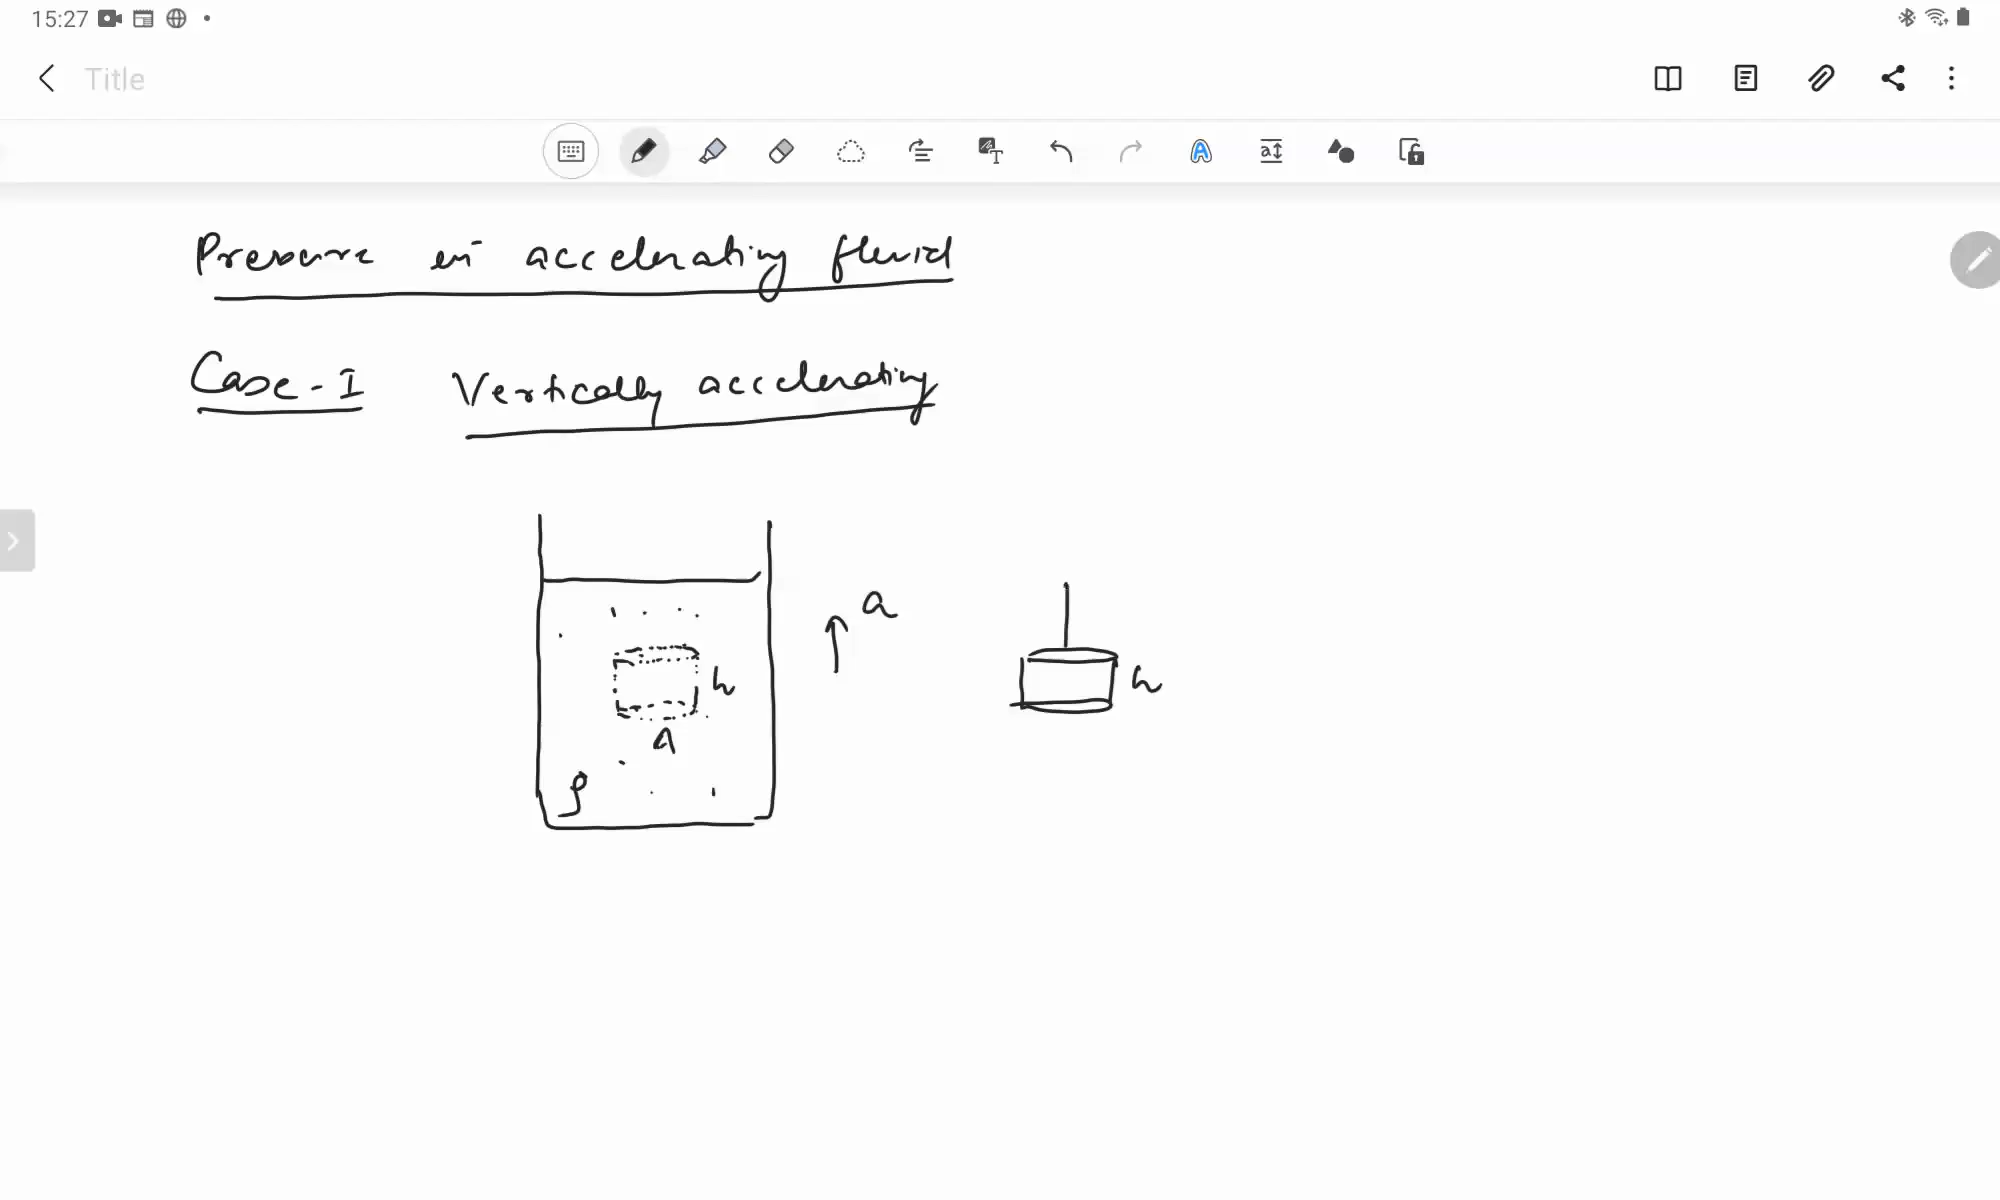 15:27
Title
Pressure in accelerating fluid
Case-I Vertically accelerating
a
h
h
A
ρ